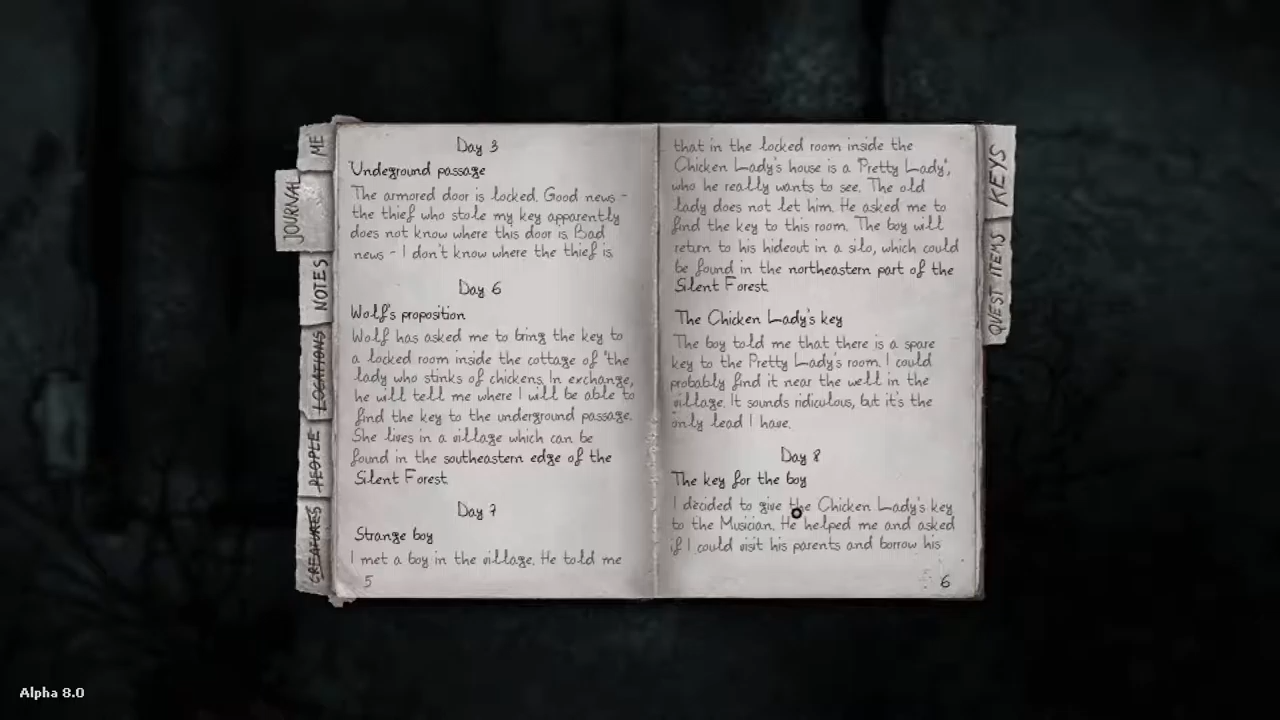 ME
JOURNAL
NOTES
LOCATIONS
PEOPLE
CREATURES
Day 3
Undeground passage
The armored door is locked. Good news -
the thief who stole my key apparently
does not know where this door is. Bad
news - I don't know where the thief is
Day 6
Wolf's proposition
Wolf has asked me to bring the key to
a locked room inside the cottage of 'the
lady who stinks of chickens. In exchange,
he will tell me where I will be able to
find the key to the underground passage.
She lives in a village which can be
found in the southeastern edge of the
Silent Forest
Day 7
Strange boy
I met a boy in the village. He told me
5
that in the locked room inside the
Chicken Lady's house is a 'Pretty Lady',
who he really wants to see. The old
lady does not let him. He asked me to
find the key to this room. The boy will
return to his hideout in a silo, which could
be found in the northeastern part of the
Silent Forest
The Chicken Lady's key
The boy told me that there is a spare
key to the Pretty Lady's room. I could
probably find it near the well in the
village. It sounds ridiculous, but it's the
only lead I have.
Day 8
The key for the boy
I decided to give the Chicken Lady's key
to the Musician. He helped me and asked
if I could visit his parents and borrow his
6
KEYS
QUEST ITEMS
Alpha 8.0